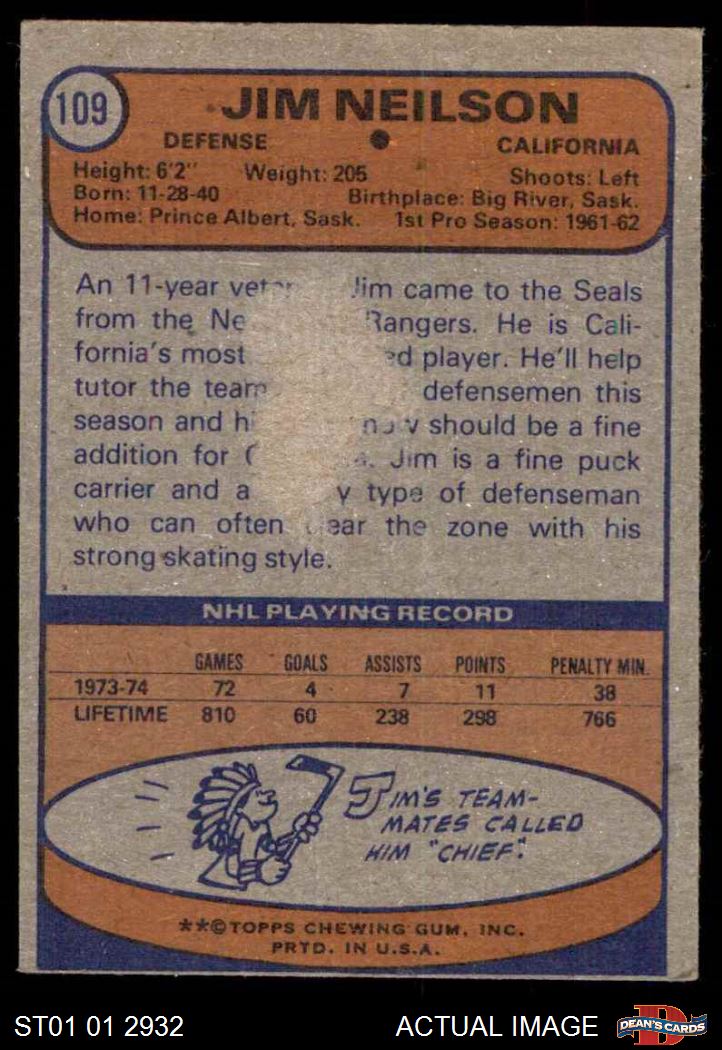 109
JIM NEILSON
DEFENSE CALIFORNIA
Height: 6'2" Weight: 205 Shoots: Left
Born: 11-28-40 Birthplace: Big River, Sask.
Home: Prince Albert, Sask. 1st Pro Season: 1961-62
An 11-year Jim came to the Seals
from the Rangers. He is Cali-
fornia's most player. He'll help
tutor the defensemen this
season and should be a fine
addition for Jim is a fine puck
carrier and a type of defenseman
who can often the zone with his
strong skating style.
NHL PLAYING RECORD
GAMES GOALS ASSISTS POINTS PENALTY MIN.
1973-74 72 4 7 11 38
LIFETIME 810 60 238 298 766
JIM'S TEAM-
MATES CALLED
HIM "CHIEF".
**©TOPPS CHEWING GUM, INC.
PRTD. IN U.S.A.
ST01 01 2932 ACTUAL IMAGE D DEAN'S CARDS